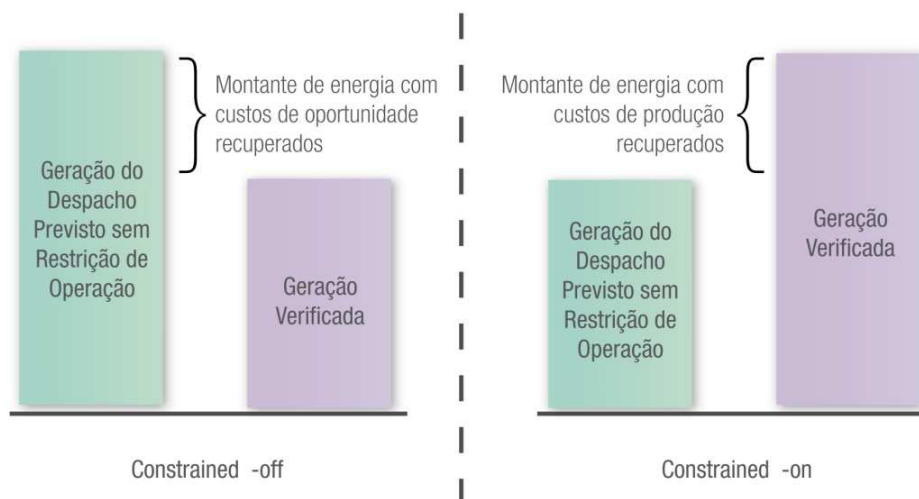 Geração do
Despacho
Previsto sem
Restrição de
Operação
Montante de energia com
custos de oportunidade
recuperados
Geração
Verificada
Constrained -off
Montante de energia com
custos de produção
recuperados
Geração do
Despacho
Previsto sem
Restrição de
Operação
Geração
Verificada
Constrained -on